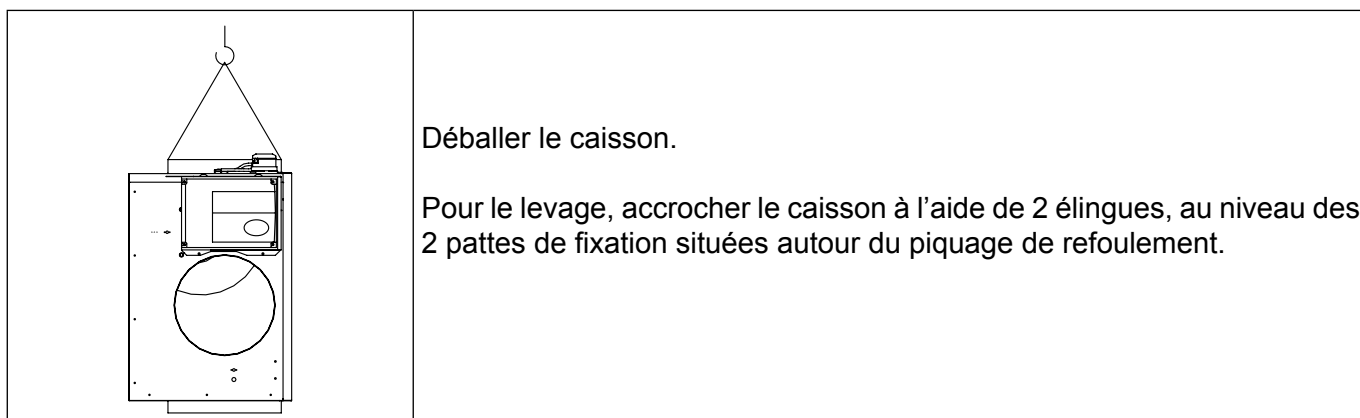 Déballer le caisson.
Pour le levage, accrocher le caisson à l’aide de 2 élingues, au niveau des
2 pattes de fixation situées autour du piquage de refoulement.